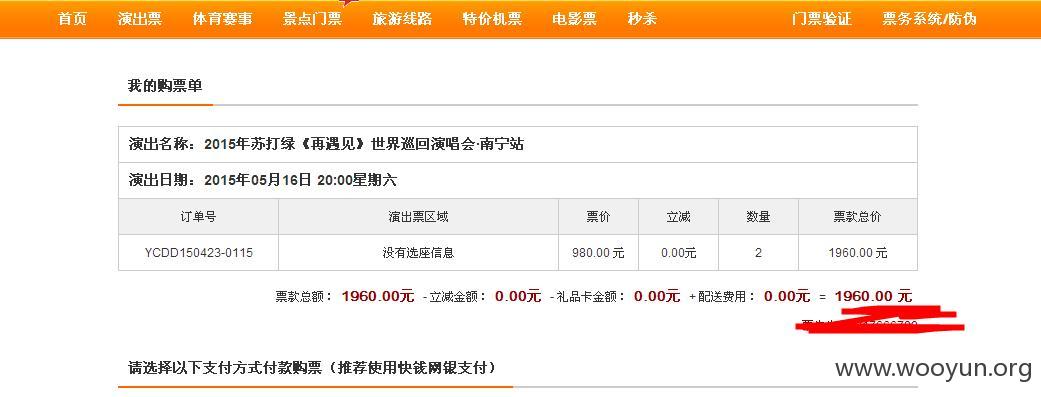 首页 演出票 体育赛事 景点门票 旅游线路 特价机票 电影票 秒杀 门票验证 票务系统/防伪
我的购票单
演出名称：2015年苏打绿《再遇见》世界巡回演唱会·南宁站
演出日期：2015年05月16日 20:00星期六
订单号 演出票区域 票价 立减 数量 票款总价
YCDD150423-0115 没有选座信息 980.00 元 0.00元 2 1960.00 元
票款总额： 1960.00元 - 立减金额： 0.00元 - 礼品卡金额： 0.00元 + 配送费用： 0.00元 = 1960.00 元
请选择以下支付方式付款购票（推荐使用快钱网银支付）
www.wooyun.org